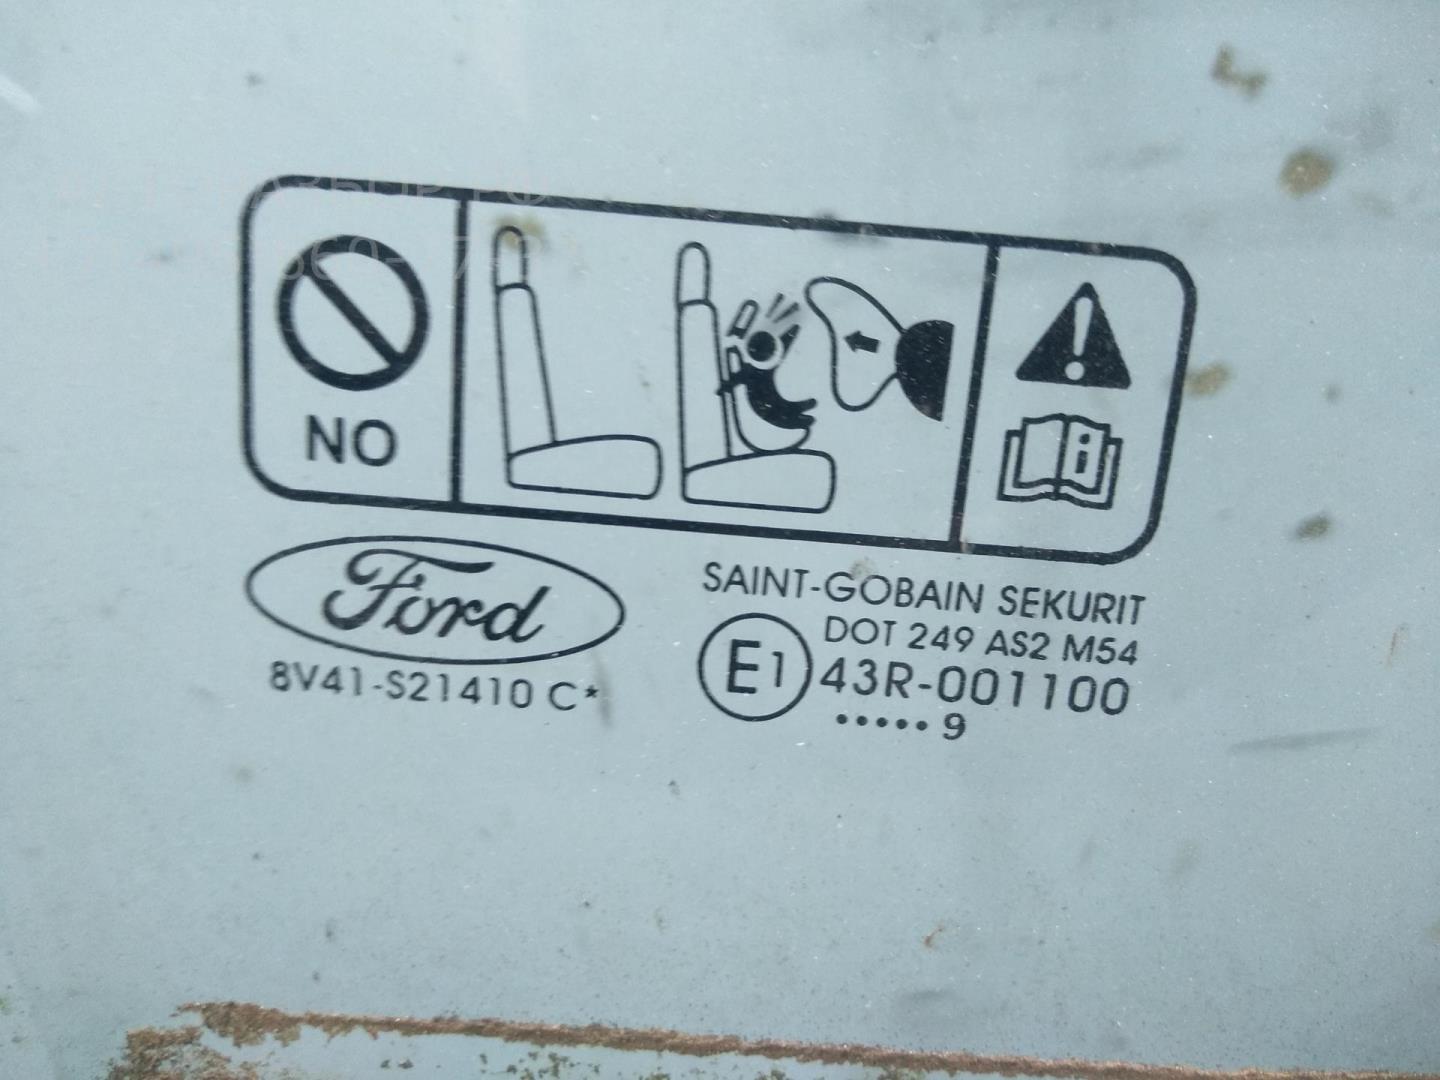 NO
i
Ford
8V41-S21410 C*
SAINT-GOBAIN SEKURIT
DOT 249 AS2 M54
E1 43R-001100
•••••9